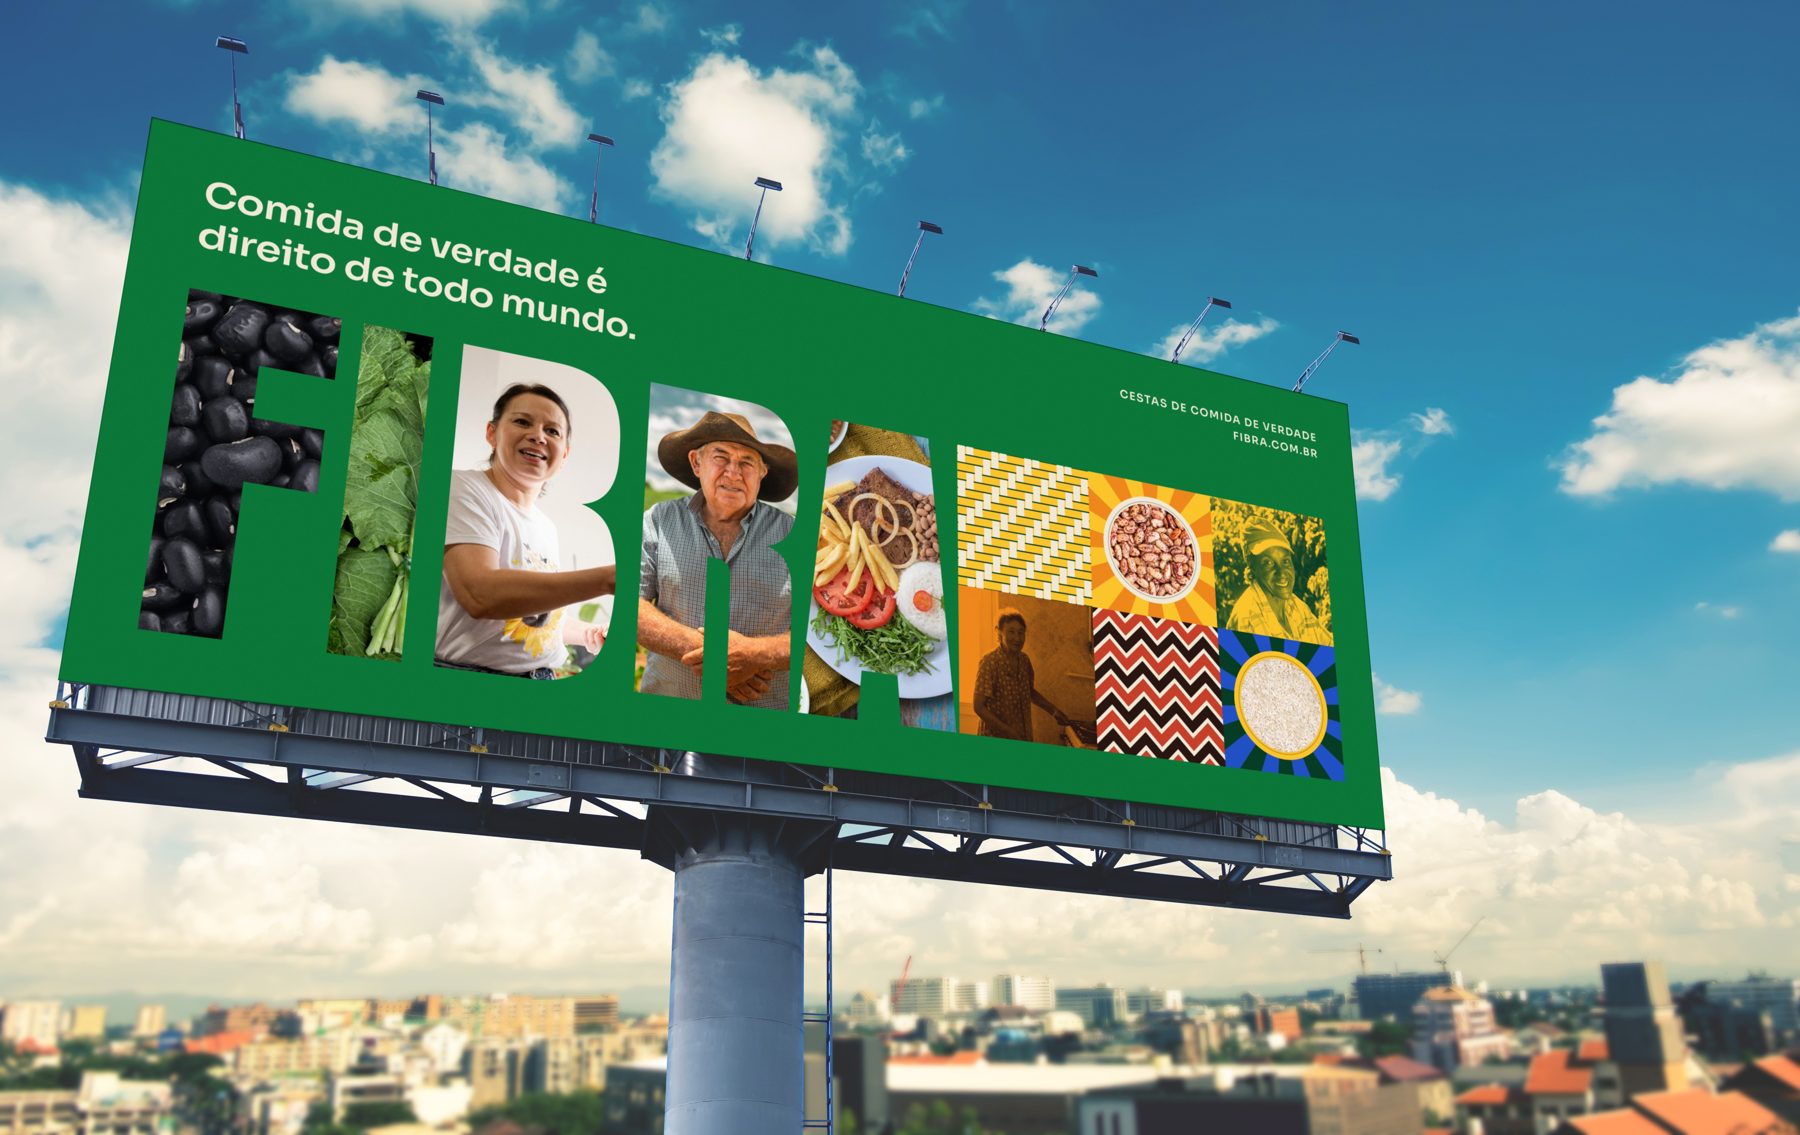 Comida de verdade é
direito de todo mundo.
FIBRA
CESTAS DE COMIDA DE VERDADE
FIBRA.COM.BR